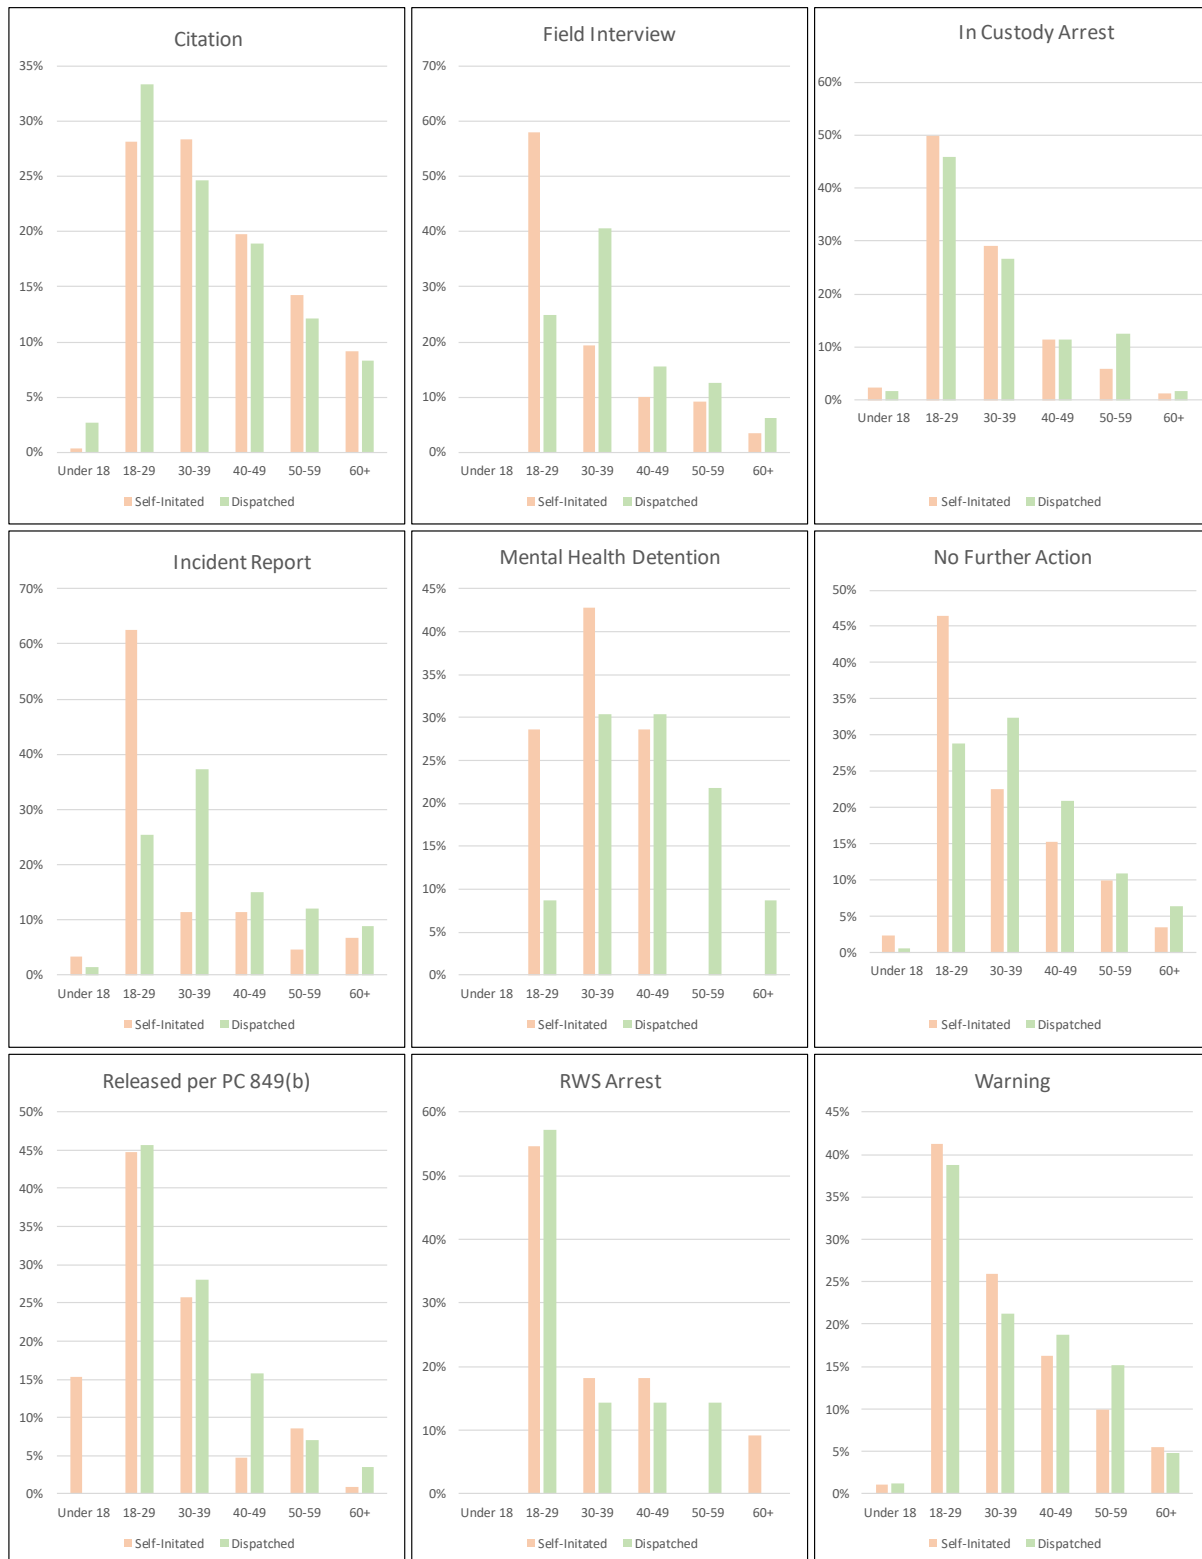 Citation
35%
30%
25%
20%
15%
10%
5%
0%
Under 18 18-29 30-39 40-49 50-59 60+
Self-Initated Dispatched
Field Interview
70%
60%
50%
40%
30%
20%
10%
0%
Under 18 18-29 30-39 40-49 50-59 60+
Self-Initated Dispatched
In Custody Arrest
60%
50%
40%
30%
20%
10%
0%
Under 18 18-29 30-39 40-49 50-59 60+
Self-Initated Dispatched
Incident Report
70%
60%
50%
40%
30%
20%
10%
0%
Under 18 18-29 30-39 40-49 50-59 60+
Self-Initated Dispatched
Mental Health Detention
45%
40%
35%
30%
25%
20%
15%
10%
5%
0%
Under 18 18-29 30-39 40-49 50-59 60+
Self-Initated Dispatched
No Further Action
50%
45%
40%
35%
30%
25%
20%
15%
10%
5%
0%
Under 18 18-29 30-39 40-49 50-59 60+
Self-Initated Dispatched
Released per PC 849(b)
50%
45%
40%
35%
30%
25%
20%
15%
10%
5%
0%
Under 18 18-29 30-39 40-49 50-59 60+
Self-Initated Dispatched
RWS Arrest
60%
50%
40%
30%
20%
10%
0%
Under 18 18-29 30-39 40-49 50-59 60+
Self-Initated Dispatched
Warning
45%
40%
35%
30%
25%
20%
15%
10%
5%
0%
Under 18 18-29 30-39 40-49 50-59 60+
Self-Initated Dispatched